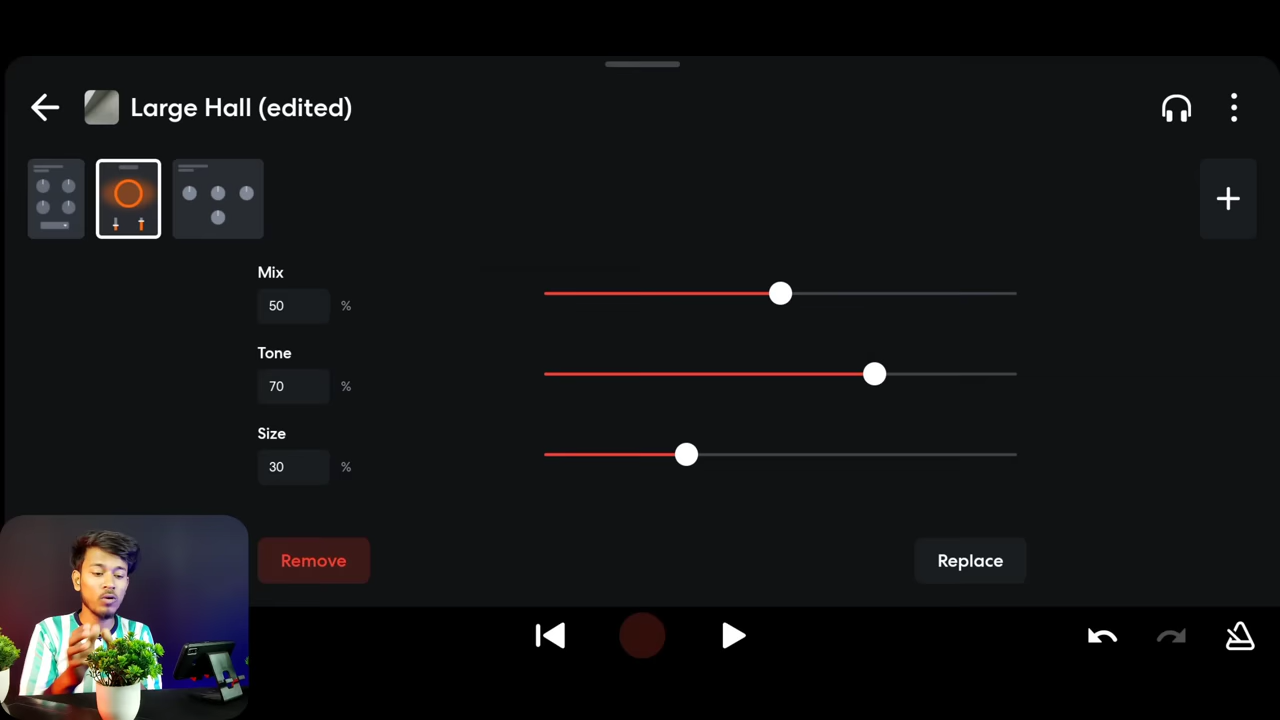 Large Hall (edited)
Mix
50 %
Tone
70 %
Size
30 %
Remove
Replace